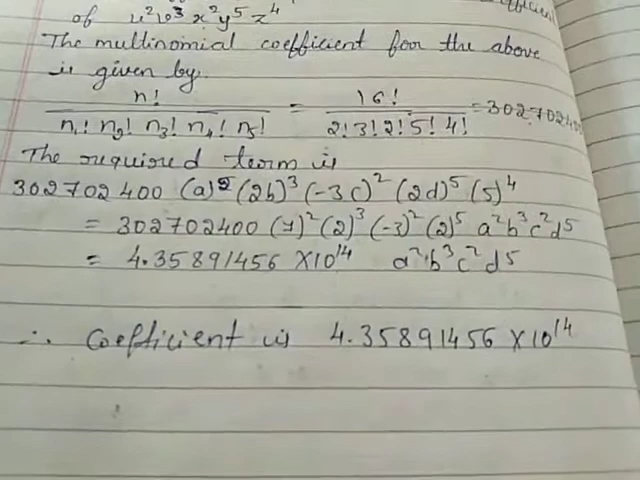 of u²v³x²y⁵z⁴
The multinomial coefficient for the above
is given by
n! / n₁! n₂! n₃! n₄! n₅! = 16! / 2! 3! 2! 5! 4! = 302702400
The required term is
302702400 (a)² (2b)³ (-3c)² (2d)⁵ (5)⁴
= 302702400 (1)² (2)³ (-3)² (2)⁵ a²b³c²d⁵
= 4.35891456 × 10¹⁴ a²b³c²d⁵
∴ Coefficient is 4.35891456 × 10¹⁴